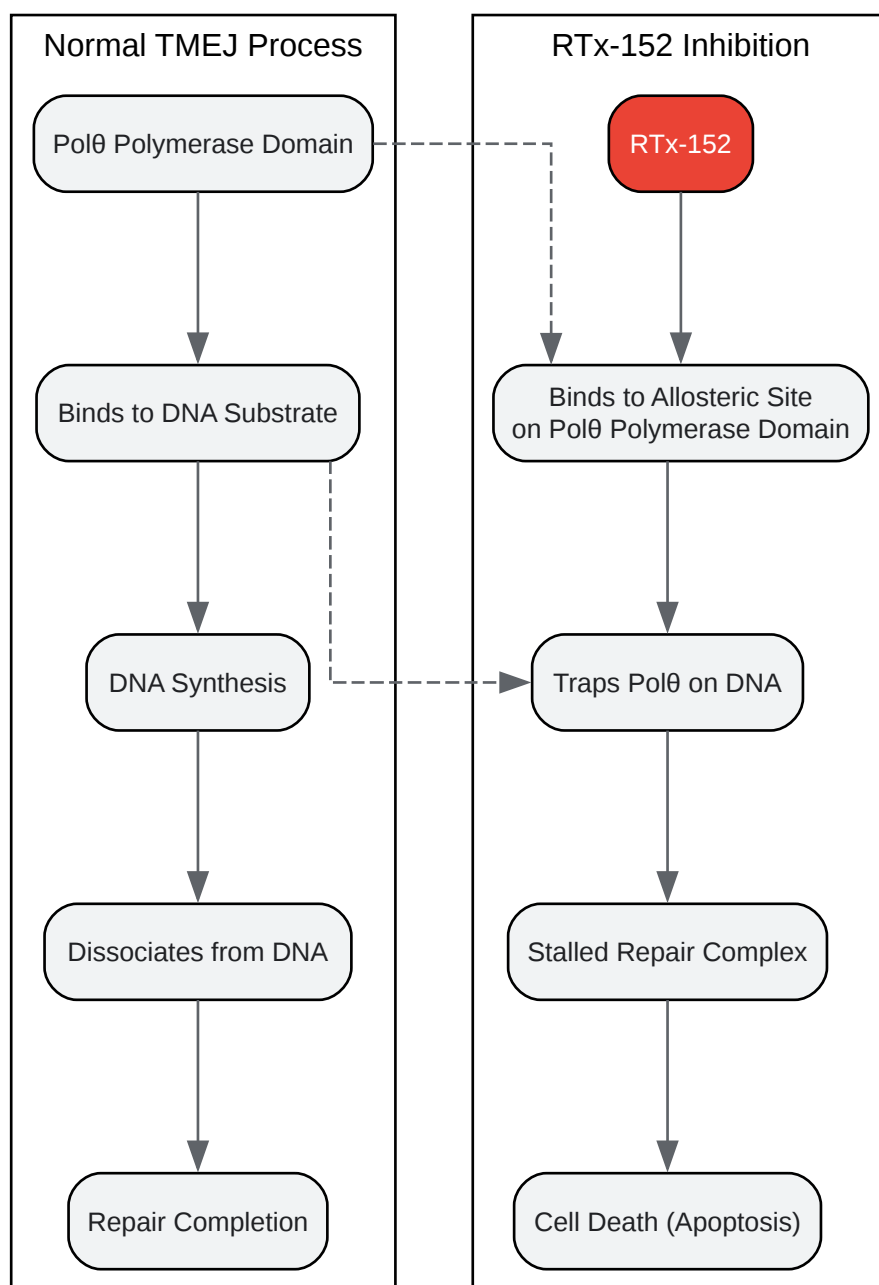 Normal TMEJ Process
Polθ Polymerase Domain
Binds to DNA Substrate
DNA Synthesis
Dissociates from DNA
Repair Completion
RTx-152 Inhibition
RTx-152
Binds to Allosteric Site
on Polθ Polymerase Domain
Traps Polθ on DNA
Stalled Repair Complex
Cell Death (Apoptosis)